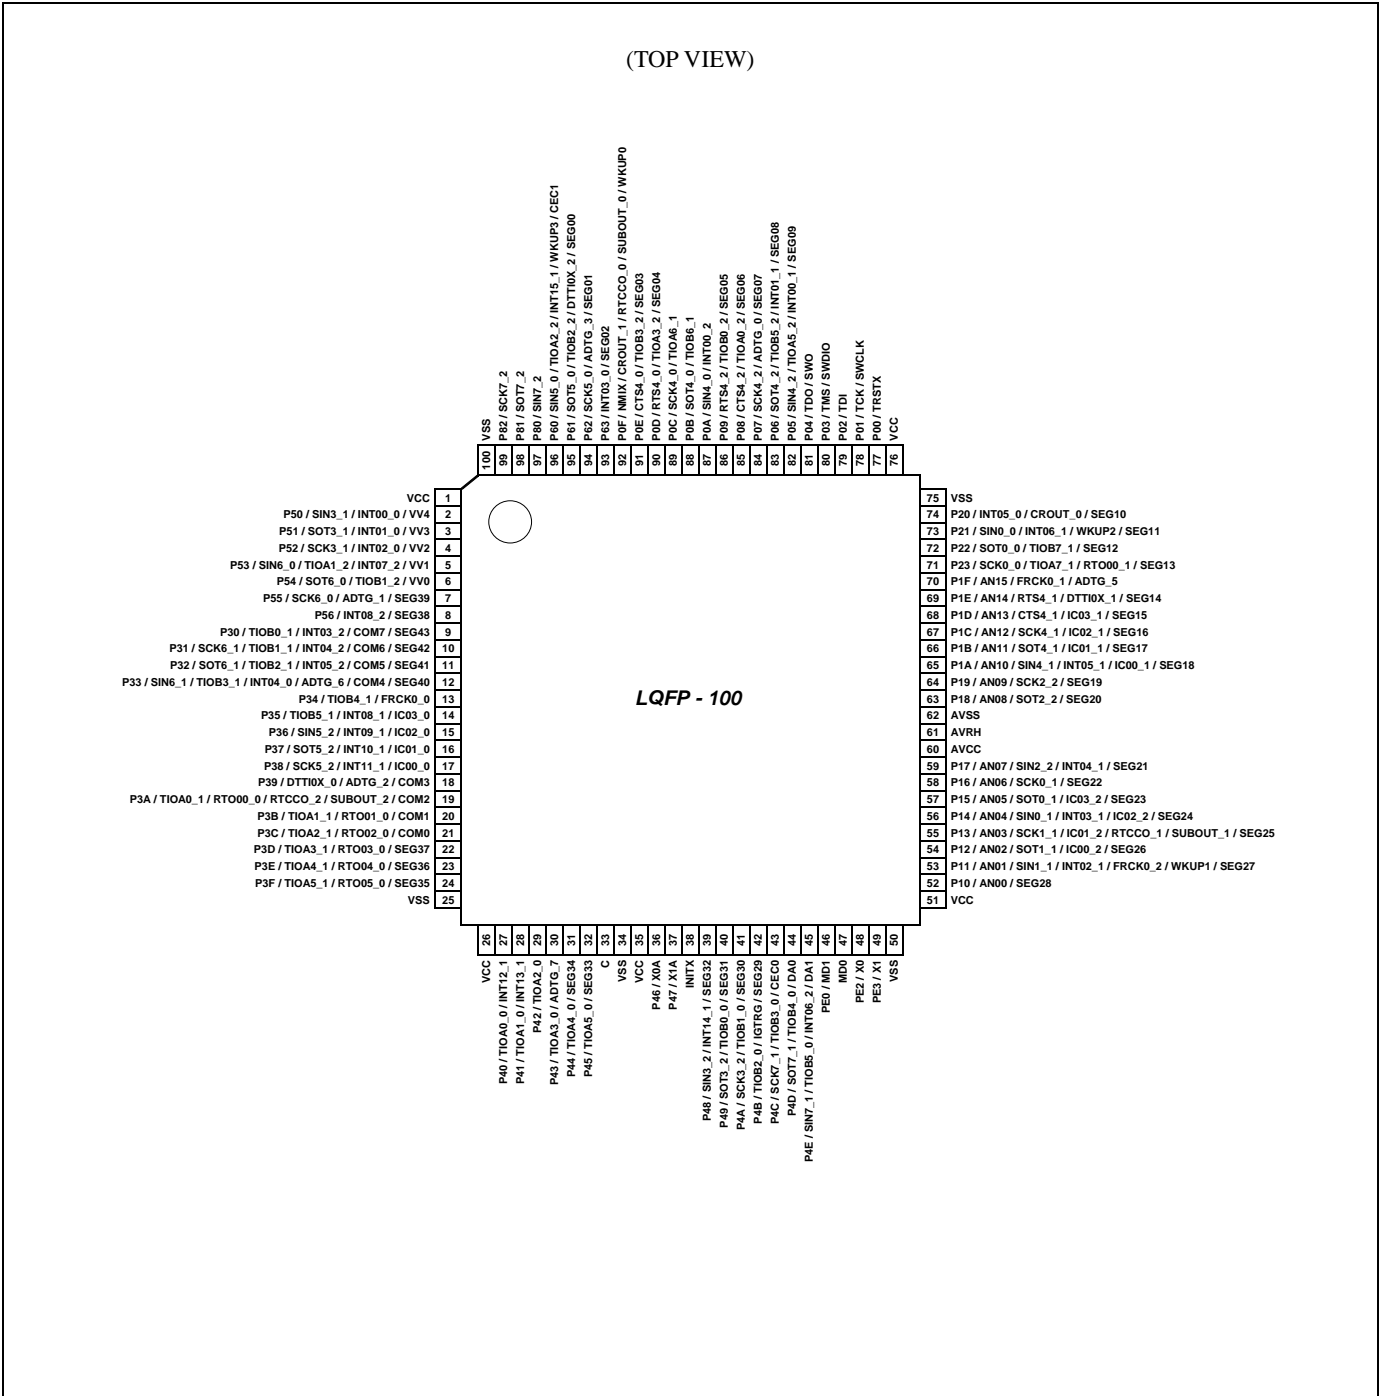 (TOP VIEW)
VSS
P82 / SCK7_2
P81 / SOT7_2
P80 / SIN7_2
P60 / SIN5_0 / TIOA2_2 / INT15_1 / WKUP3 / CEC1
P61 / SOT5_0 / TIOB2_2 / DTTI0X_2 / SEG00
P62 / SCK5_0 / ADTG_3 / SEG01
P63 / INT03_0 / SEG02
P0F / NMIX / CROUT_1 / RTCCO_0 / SUBOUT_0 / WKUP0
P0E / CTS4_0 / TIOB3_2 / SEG03
P0D / RTS4_0 / TIOA3_2 / SEG04
P0C / SCK4_0 / TIOA6_1
P0B / SOT4_0 / TIOB6_1
P0A / SIN4_0 / INT00_2
P09 / RTS4_2 / TIOB0_2 / SEG05
P08 / CTS4_2 / TIOA0_2 / SEG06
P07 / SCK4_2 / ADTG_0 / SEG07
P06 / SOT4_2 / TIOB5_2 / INT01_1 / SEG08
P05 / SIN4_2 / TIOA5_2 / INT00_1 / SEG09
P04 / TDO / SWO
P03 / TMS / SWDIO
P02 / TDI
P01 / TCK / SWCLK
P00 / TRSTX
VCC
100 99 98 97 96 95 94 93 92 91 90 89 88 87 86 85 84 83 82 81 80 79 78 77 76
VCC 1
P50 / SIN3_1 / INT00_0 / VV4 2
P51 / SOT3_1 / INT01_0 / VV3 3
P52 / SCK3_1 / INT02_0 / VV2 4
P53 / SIN6_0 / TIOA1_2 / INT07_2 / VV1 5
P54 / SOT6_0 / TIOB1_2 / VV0 6
P55 / SCK6_0 / ADTG_1 / SEG39 7
P56 / INT08_2 / SEG38 8
P30 / TIOB0_1 / INT03_2 / COM7 / SEG43 9
P31 / SCK6_1 / TIOB1_1 / INT04_2 / COM6 / SEG42 10
P32 / SOT6_1 / TIOB2_1 / INT05_2 / COM5 / SEG41 11
P33 / SIN6_1 / TIOB3_1 / INT04_0 / ADTG_6 / COM4 / SEG40 12
P34 / TIOB4_1 / FRCK0_0 13
P35 / TIOB5_1 / INT08_1 / IC03_0 14
P36 / SIN5_2 / INT09_1 / IC02_0 15
P37 / SOT5_2 / INT10_1 / IC01_0 16
P38 / SCK5_2 / INT11_1 / IC00_0 17
P39 / DTTI0X_0 / ADTG_2 / COM3 18
P3A / TIOA0_1 / RTO00_0 / RTCCO_2 / SUBOUT_2 / COM2 19
P3B / TIOA1_1 / RTO01_0 / COM1 20
P3C / TIOA2_1 / RTO02_0 / COM0 21
P3D / TIOA3_1 / RTO03_0 / SEG37 22
P3E / TIOA4_1 / RTO04_0 / SEG36 23
P3F / TIOA5_1 / RTO05_0 / SEG35 24
VSS 25
LQFP - 100
75 VSS
74 P20 / INT05_0 / CROUT_0 / SEG10
73 P21 / SIN0_0 / INT06_1 / WKUP2 / SEG11
72 P22 / SOT0_0 / TIOB7_1 / SEG12
71 P23 / SCK0_0 / TIOA7_1 / RTO00_1 / SEG13
70 P1F / AN15 / FRCK0_1 / ADTG_5
69 P1E / AN14 / RTS4_1 / DTTI0X_1 / SEG14
68 P1D / AN13 / CTS4_1 / IC03_1 / SEG15
67 P1C / AN12 / SCK4_1 / IC02_1 / SEG16
66 P1B / AN11 / SOT4_1 / IC01_1 / SEG17
65 P1A / AN10 / SIN4_1 / INT05_1 / IC00_1 / SEG18
64 P19 / AN09 / SCK2_2 / SEG19
63 P18 / AN08 / SOT2_2 / SEG20
62 AVSS
61 AVRH
60 AVCC
59 P17 / AN07 / SIN2_2 / INT04_1 / SEG21
58 P16 / AN06 / SCK0_1 / SEG22
57 P15 / AN05 / SOT0_1 / IC03_2 / SEG23
56 P14 / AN04 / SIN0_1 / INT03_1 / IC02_2 / SEG24
55 P13 / AN03 / SCK1_1 / IC01_2 / RTCCO_1 / SUBOUT_1 / SEG25
54 P12 / AN02 / SOT1_1 / IC00_2 / SEG26
53 P11 / AN01 / SIN1_1 / INT02_1 / FRCK0_2 / WKUP1 / SEG27
52 P10 / AN00 / SEG28
51 VCC
26 27 28 29 30 31 32 33 34 35 36 37 38 39 40 41 42 43 44 45 46 47 48 49 50
VCC
P40 / TIOA0_0 / INT12_1
P41 / TIOA1_0 / INT13_1
P42 / TIOA2_0
P43 / TIOA3_0 / ADTG_7
P44 / TIOA4_0 / SEG34
P45 / TIOA5_0 / SEG33
C
VSS
VCC
P46 / X0A
P47 / X1A
INITX
P48 / SIN3_2 / INT14_1 / SEG32
P49 / SOT3_2 / TIOB0_0 / SEG31
P4A / SCK3_2 / TIOB1_0 / SEG30
P4B / TIOB2_0 / IGTRG / SEG29
P4C / SCK7_1 / TIOB3_0 / CEC0
P4D / SOT7_1 / TIOB4_0 / DA0
P4E / SIN7_1 / TIOB5_0 / INT06_2 / DA1
PE0 / MD1
MD0
PE2 / X0
PE3 / X1
VSS